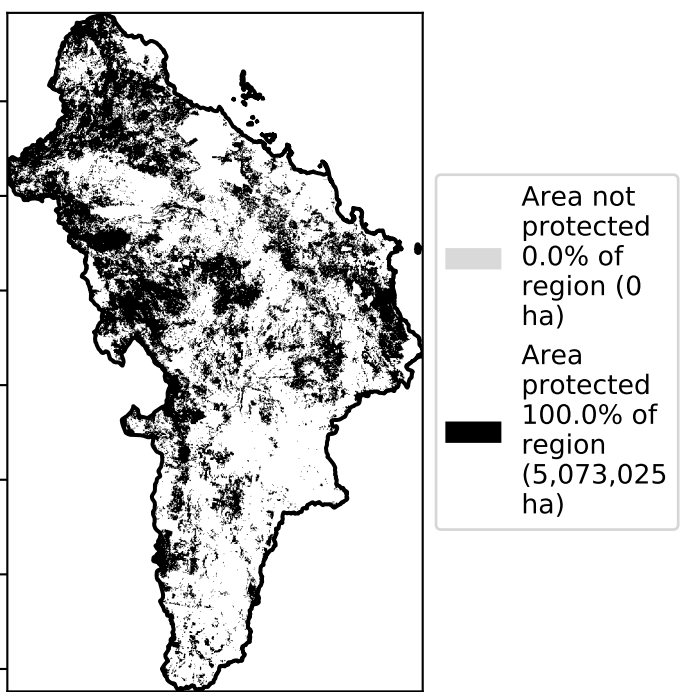 Area not
protected
0.0% of
region (0
ha)
Area
protected
100.0% of
region
(5,073,025
ha)